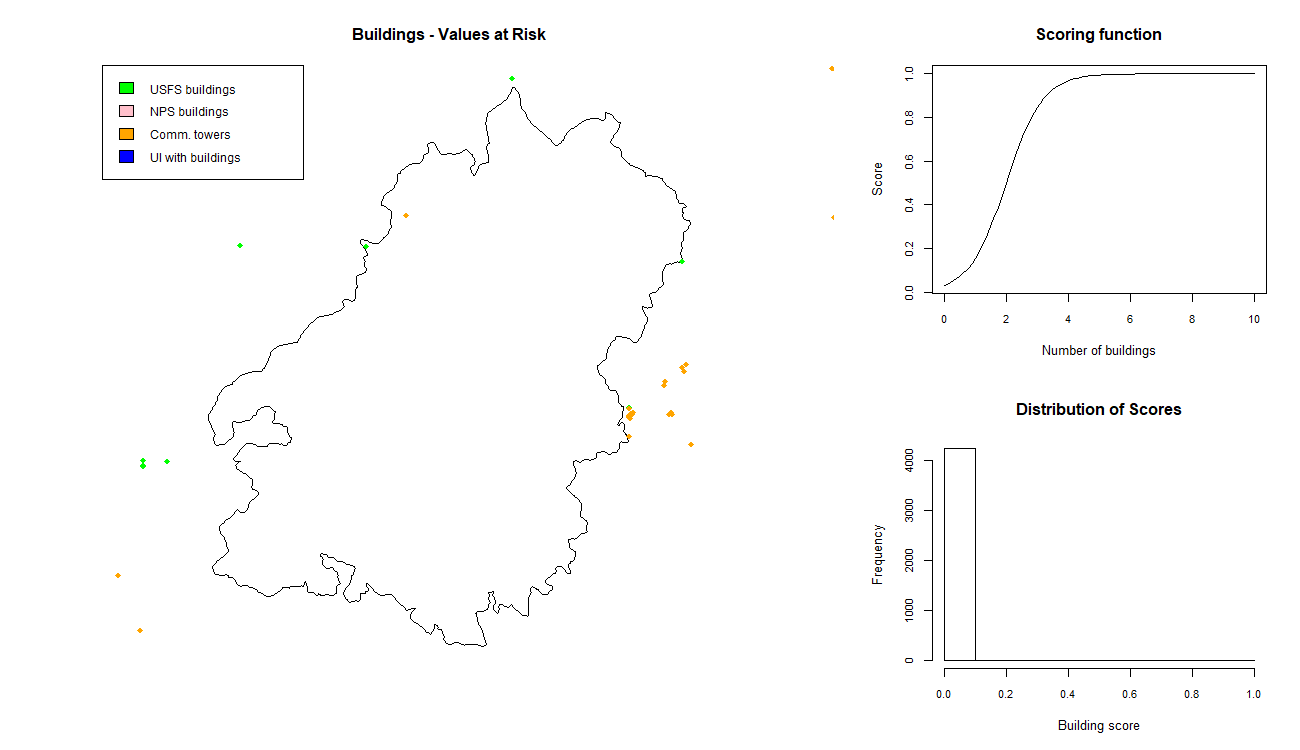 Buildings - Values at Risk
USFS buildings
NPS buildings
Comm. towers
UI with buildings
Scoring function
Score
0.0 0.2 0.4 0.6 0.8 1.0
0 2 4 6 8 10
Number of buildings
Distribution of Scores
Frequency
0 1000 2000 3000 4000
0.0 0.2 0.4 0.6 0.8 1.0
Building score